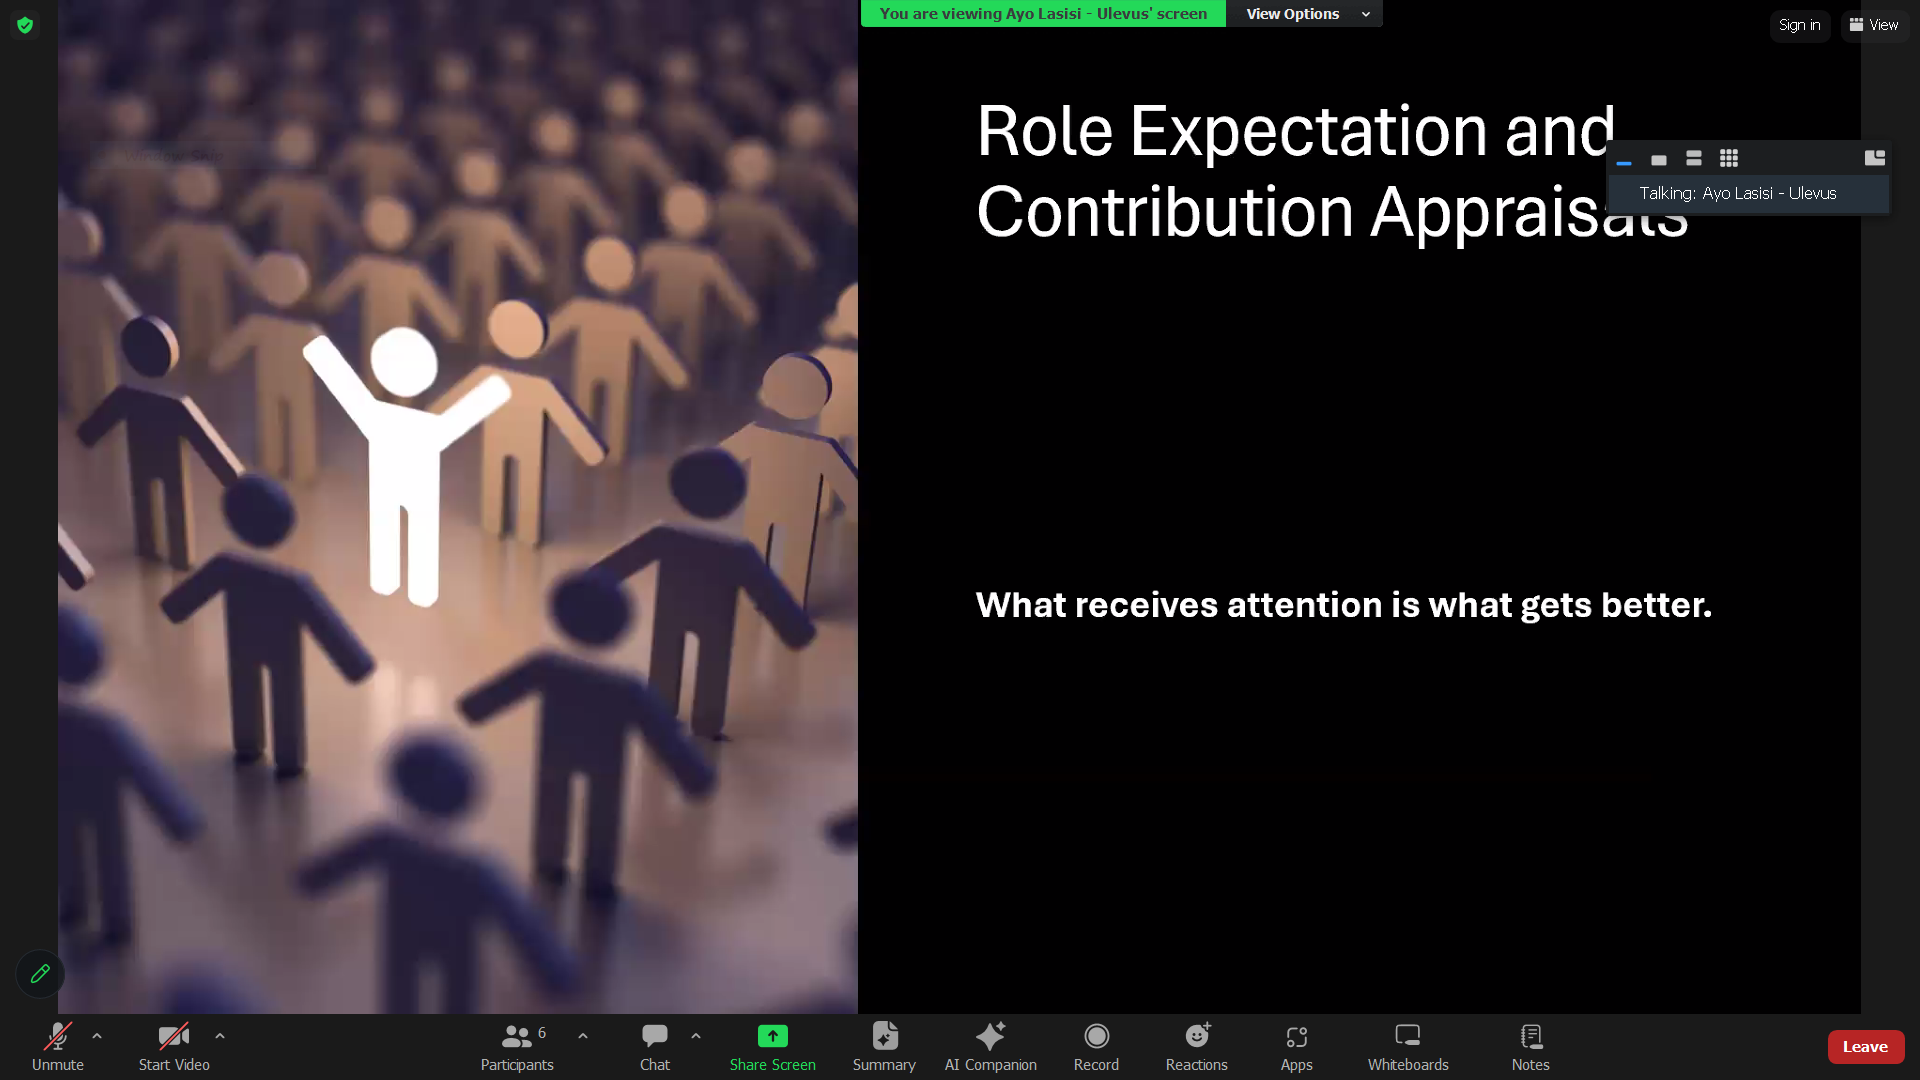 You are viewing Ayo Lasisi - Ulevus' screen
View Options
Sign in
View
Role Expectation and
Contribution Appraisals
Talking: Ayo Lasisi - Ulevus
What receives attention is what gets better.
Unmute
Start Video
6
Participants
Chat
Share Screen
Summary
AI Companion
Record
Reactions
Apps
Whiteboards
Notes
Leave